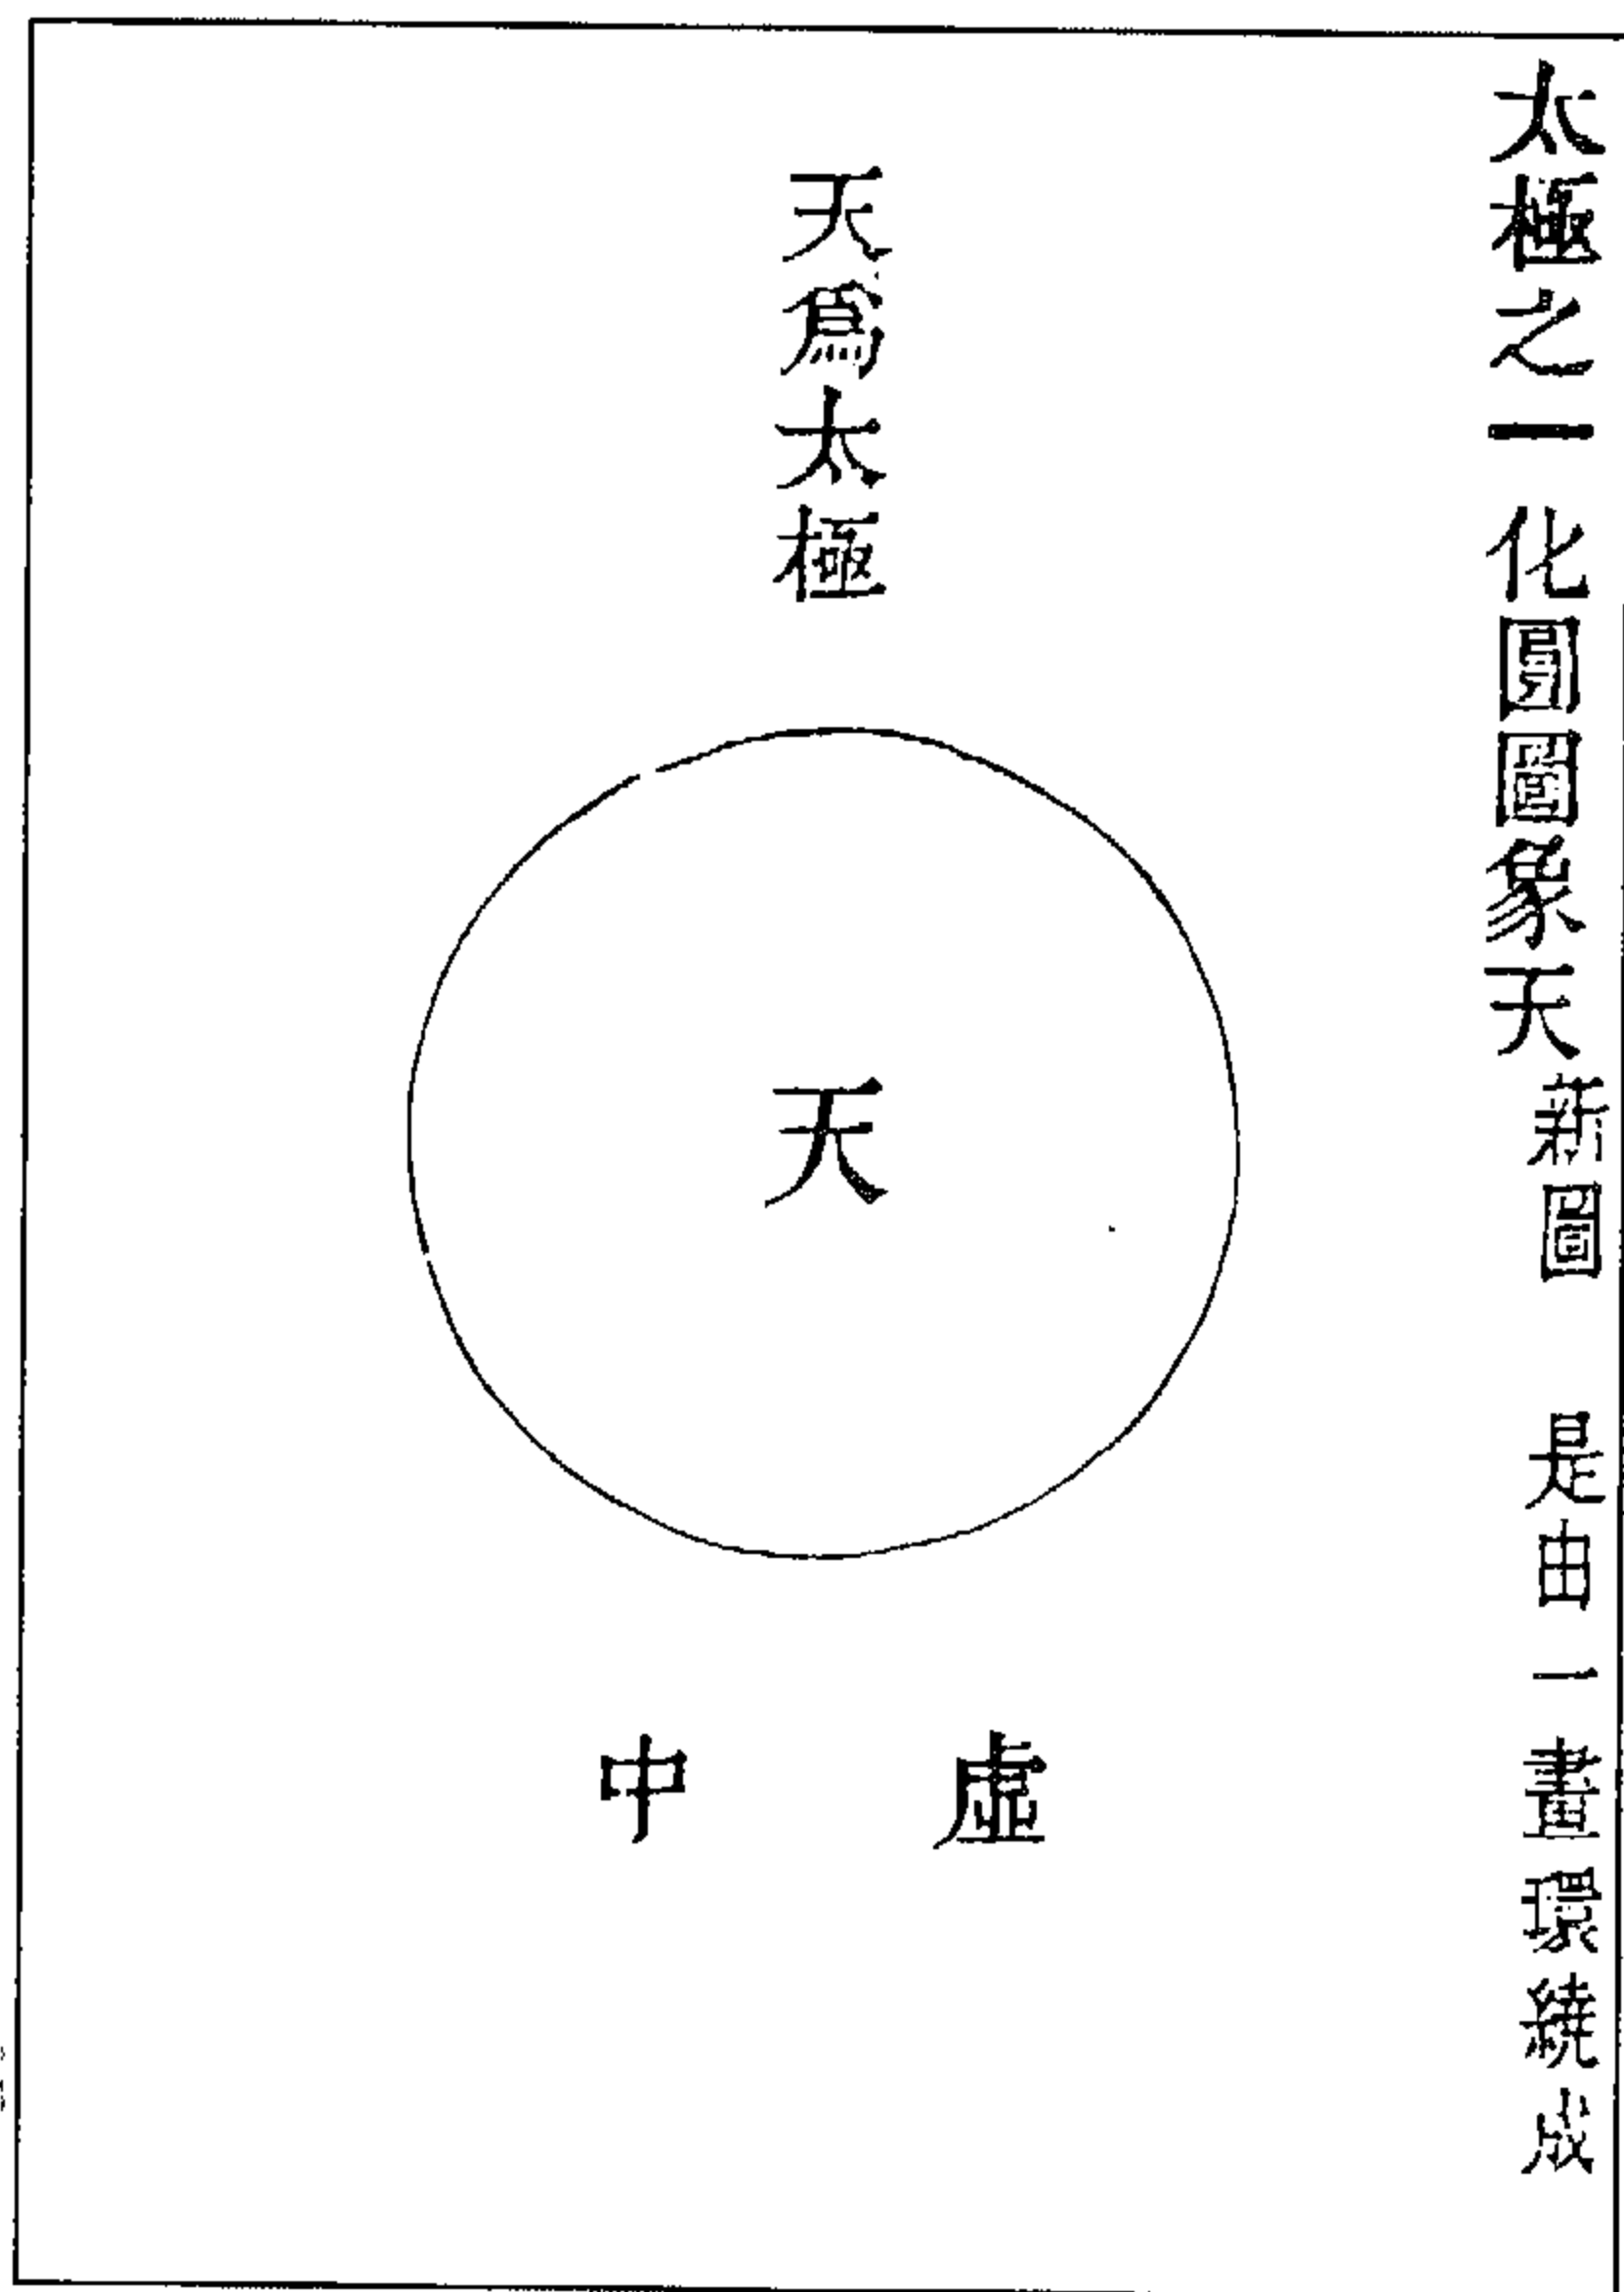 太極之一化圓圖象天新圖 是由一畫環繞成
天爲太極
天
虛 中